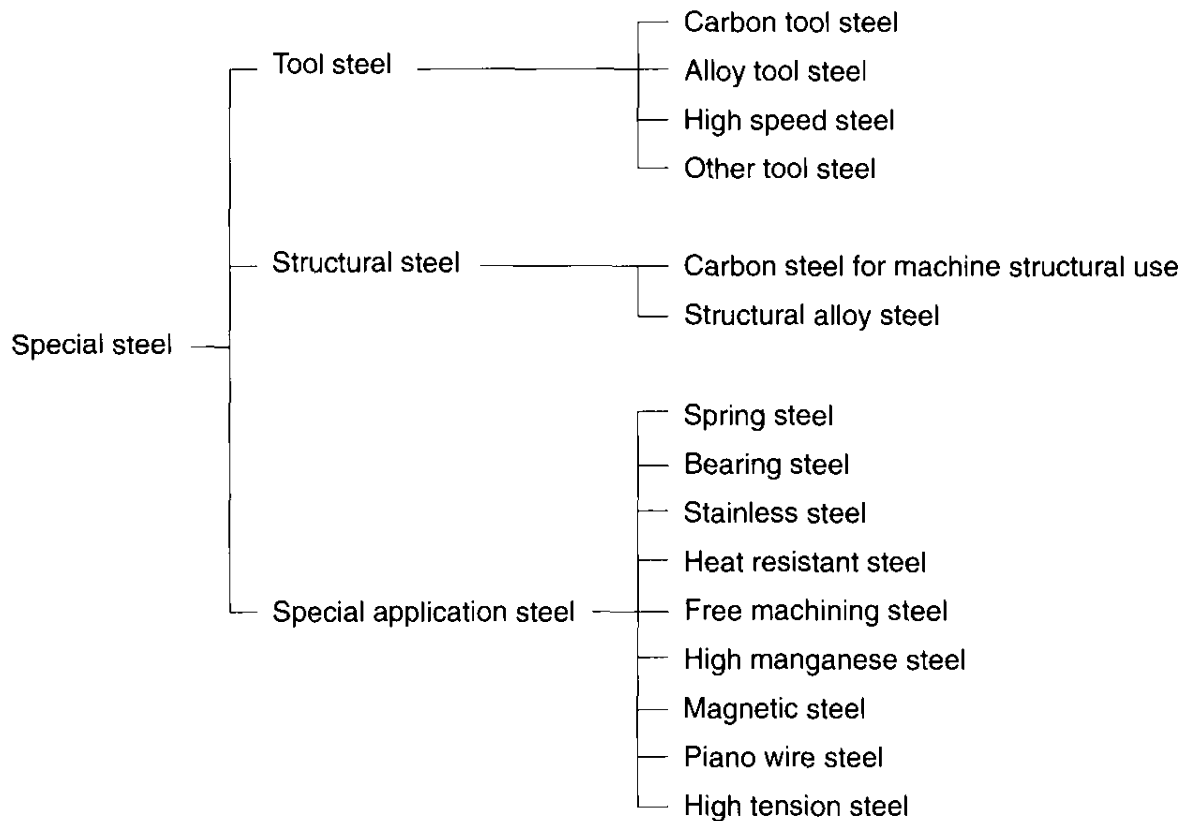 Special steel
Tool steel
Carbon tool steel
Alloy tool steel
High speed steel
Other tool steel
Structural steel
Carbon steel for machine structural use
Structural alloy steel
Special application steel
Spring steel
Bearing steel
Stainless steel
Heat resistant steel
Free machining steel
High manganese steel
Magnetic steel
Piano wire steel
High tension steel